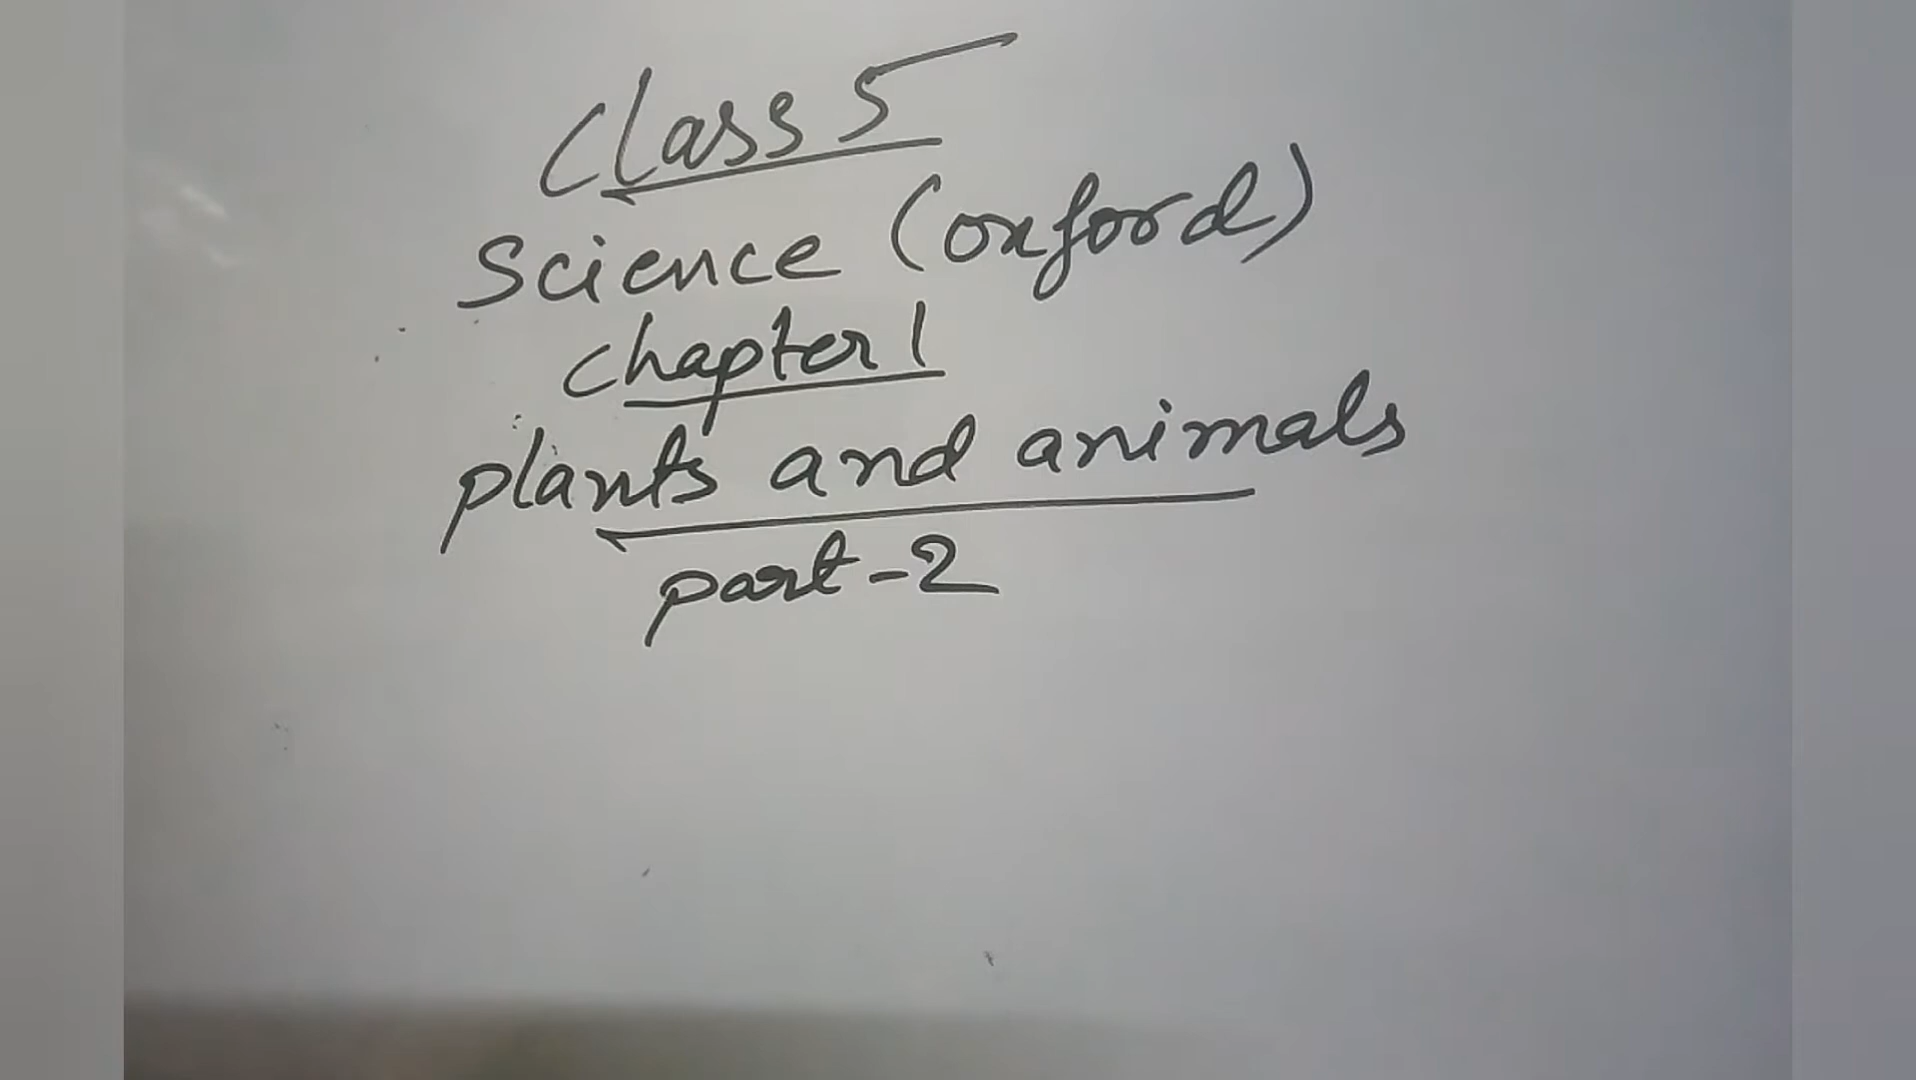 Class 5
Science (oxford)
chapter 1
plants and animals
part-2